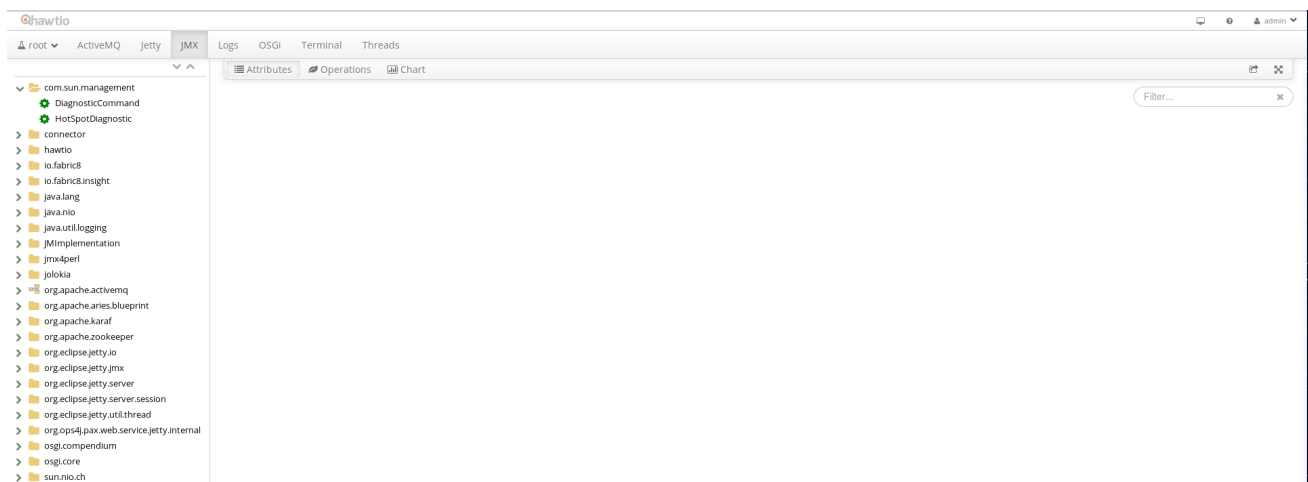 hawtio
admin
root ActiveMQ Jetty JMX Logs OSGi Terminal Threads
Attributes Operations Chart
Filter...
com.sun.management
DiagnosticCommand
HotSpotDiagnostic
connector
hawtio
io.fabric8
io.fabric8.insight
java.lang
java.nio
java.util.logging
JMImplementation
jmx4perl
jolokia
org.apache.activemq
org.apache.aries.blueprint
org.apache.karaf
org.apache.zookeeper
org.eclipse.jetty.io
org.eclipse.jetty.jmx
org.eclipse.jetty.server
org.eclipse.jetty.server.session
org.eclipse.jetty.util.thread
org.ops4j.pax.web.service.jetty.internal
osgi.compendium
osgi.core
sun.nio.ch